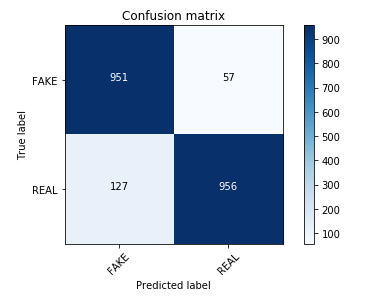 Confusion matrix
True label
FAKE
951
57
REAL
127
956
FAKE
REAL
Predicted label
900
800
700
600
500
400
300
200
100